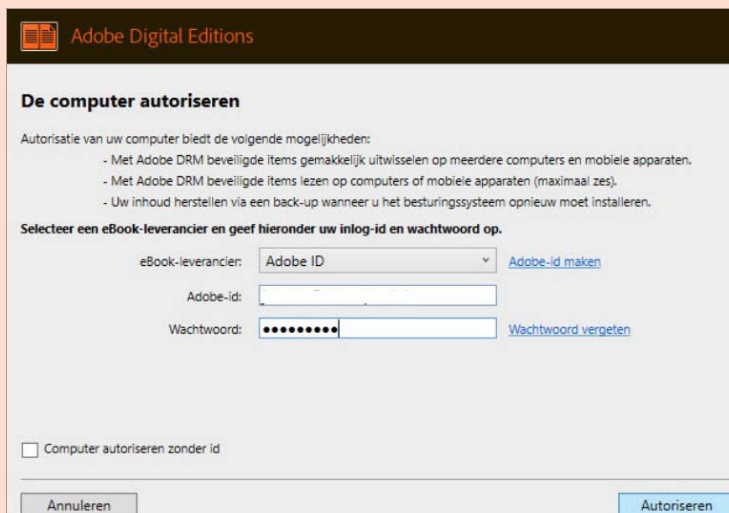 Adobe Digital Editions
De computer autoriseren
Autorisatie van uw computer biedt de volgende mogelijkheden:
- Met Adobe DRM beveiligde items gemakkelijk uitwisselen op meerdere computers en mobiele apparaten.
- Met Adobe DRM beveiligde items lezen op computers of mobiele apparaten (maximaal zes).
- Uw inhoud herstellen via een back-up wanneer u het besturingssysteem opnieuw moet installeren.
Selecteer een eBook-leverancier en geef hieronder uw inlog-id en wachtwoord op.
eBook-leverancier: Adobe ID Adobe-id maken
Adobe-id:
Wachtwoord: ●●●●●●●●● Wachtwoord vergeten
Computer autoriseren zonder id
Annuleren Autoriseren